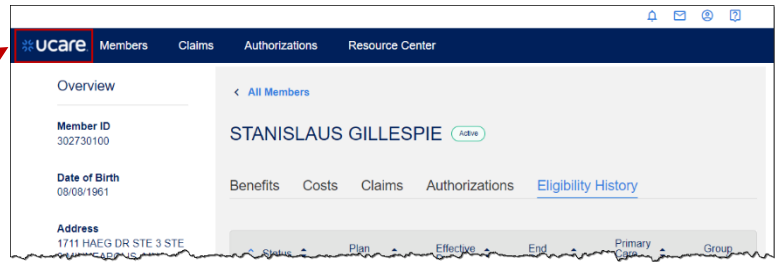 ucare. Members Claims Authorizations Resource Center
Overview
Member ID
302730100
Date of Birth
08/08/1961
Address
1711 HAEG DR STE 3 STE
< All Members
STANISLAUS GILLESPIE Active
Benefits Costs Claims Authorizations Eligibility History
Status Plan Effective End Primary Care Group